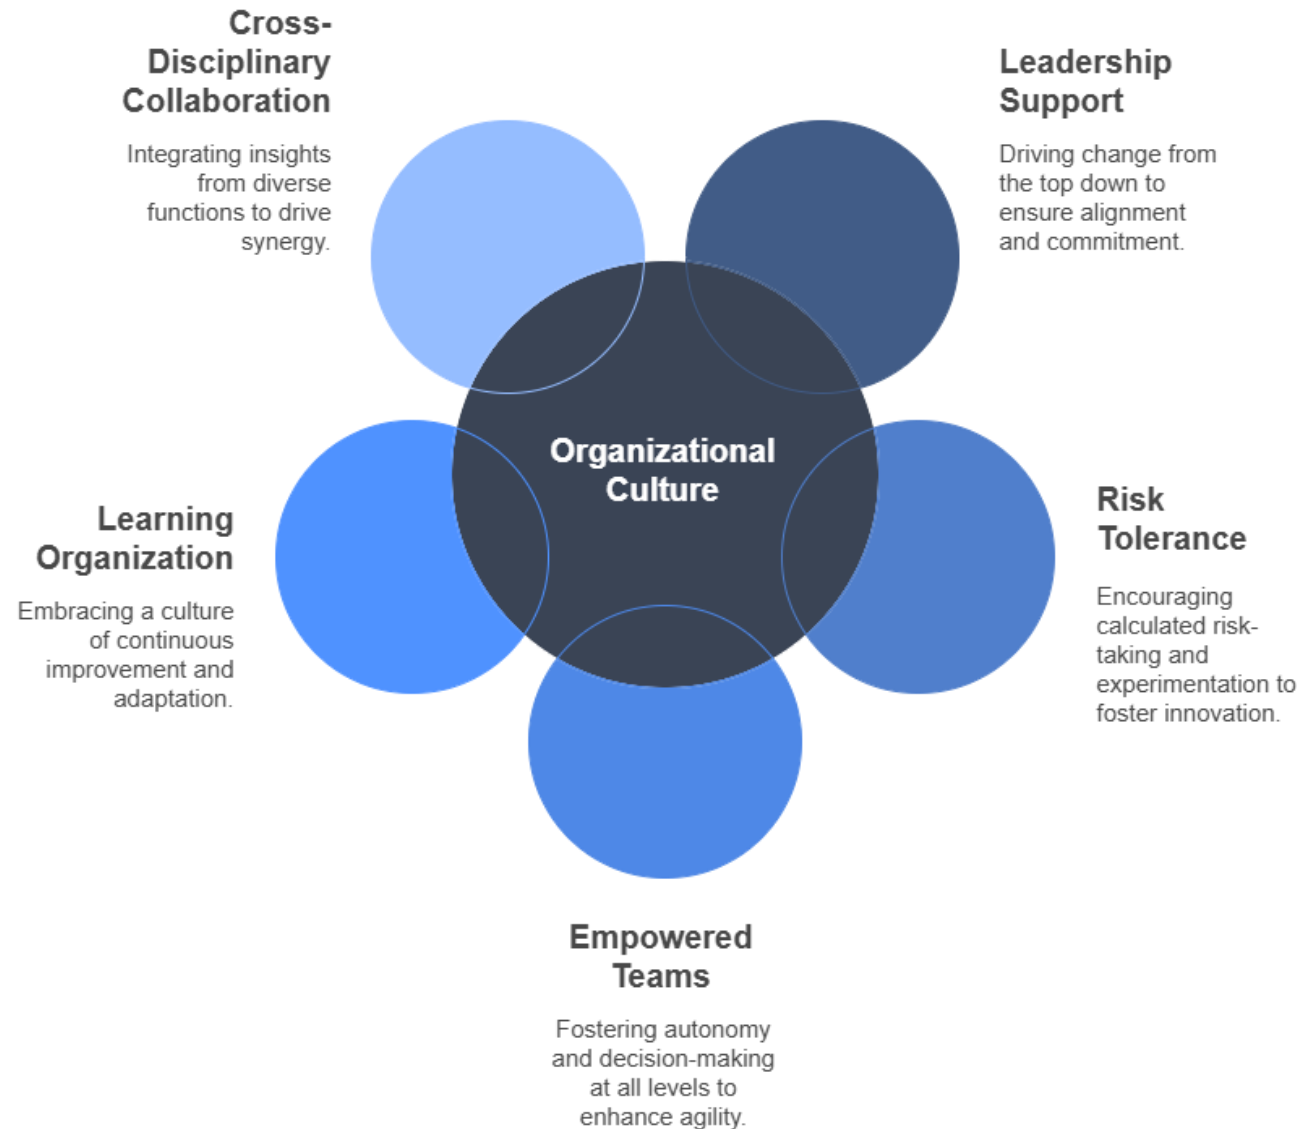 Cross-
Disciplinary
Collaboration
Integrating insights
from diverse
functions to drive
synergy.
Leadership
Support
Driving change from
the top down to
ensure alignment
and commitment.
Organizational
Culture
Learning
Organization
Embracing a culture
of continuous
improvement and
adaptation.
Risk
Tolerance
Encouraging
calculated risk-
taking and
experimentation to
foster innovation.
Empowered
Teams
Fostering autonomy
and decision-making
at all levels to
enhance agility.